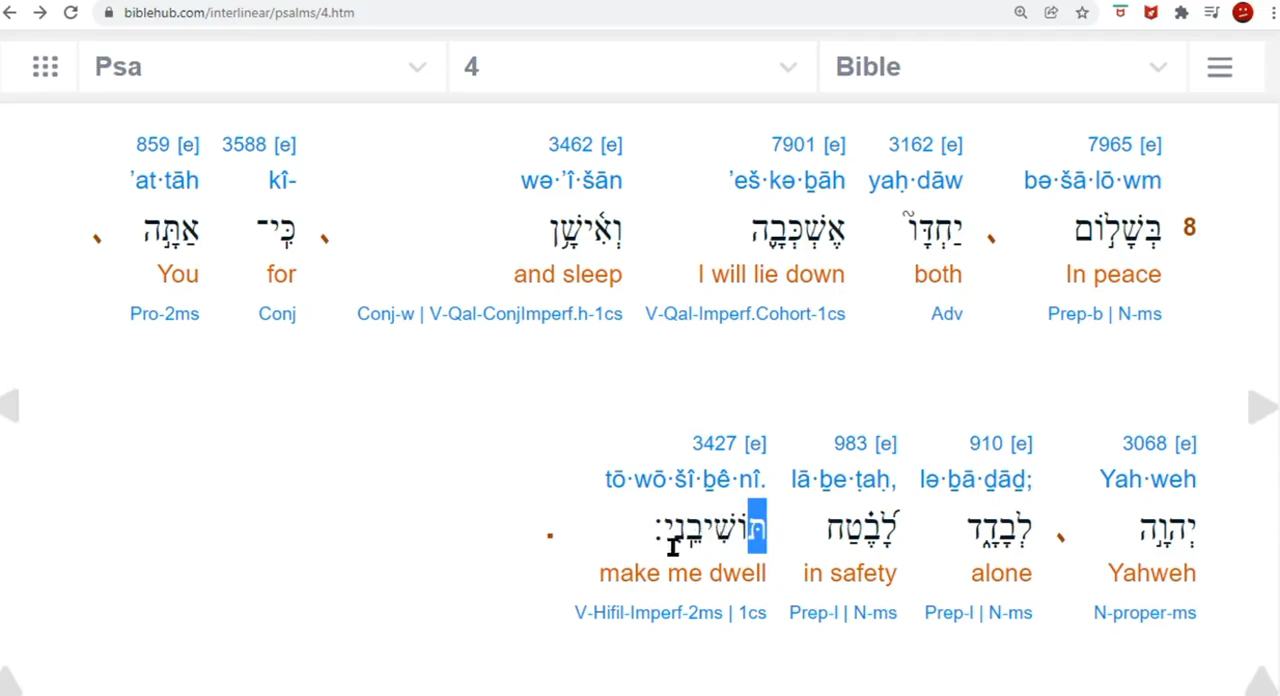 biblehub.com/interlinear/psalms/4.htm
Psa 4 Bible
859 [e] 3588 [e] 3462 [e] 7901 [e] 3162 [e] 7965 [e]
’at·tāh kî- wə·’î·šān ’eš·kə·ḇāh yaḥ·dāw bə·šā·lō·wm
8 בְּשָׁל֣וֹם ׳ יַחְדָּו֮ אֶשְׁכְּבָ֪ה וְאִ֫ישָׁ֥ן ׳ כִּֽי־ אַתָּ֣ה ׳
You for and sleep I will lie down both In peace
Pro-2ms Conj Conj-w | V-Qal-ConjImperf.h-1cs V-Qal-Imperf.Cohort-1cs Adv Prep-b | N-ms
3427 [e] 983 [e] 910 [e] 3068 [e]
tō·wō·šî·ḇê·nî. lā·ḇe·ṭaḥ, lə·ḇā·ḏāḏ; Yah·weh
יְהוָ֣ה ׳ לְבָדָ֑ד לָ֝בֶ֗טַח תּוֹשִׁיבֵֽנִי׃ .
make me dwell in safety alone Yahweh
V-Hifil-Imperf-2ms | 1cs Prep-l | N-ms Prep-l | N-ms N-proper-ms